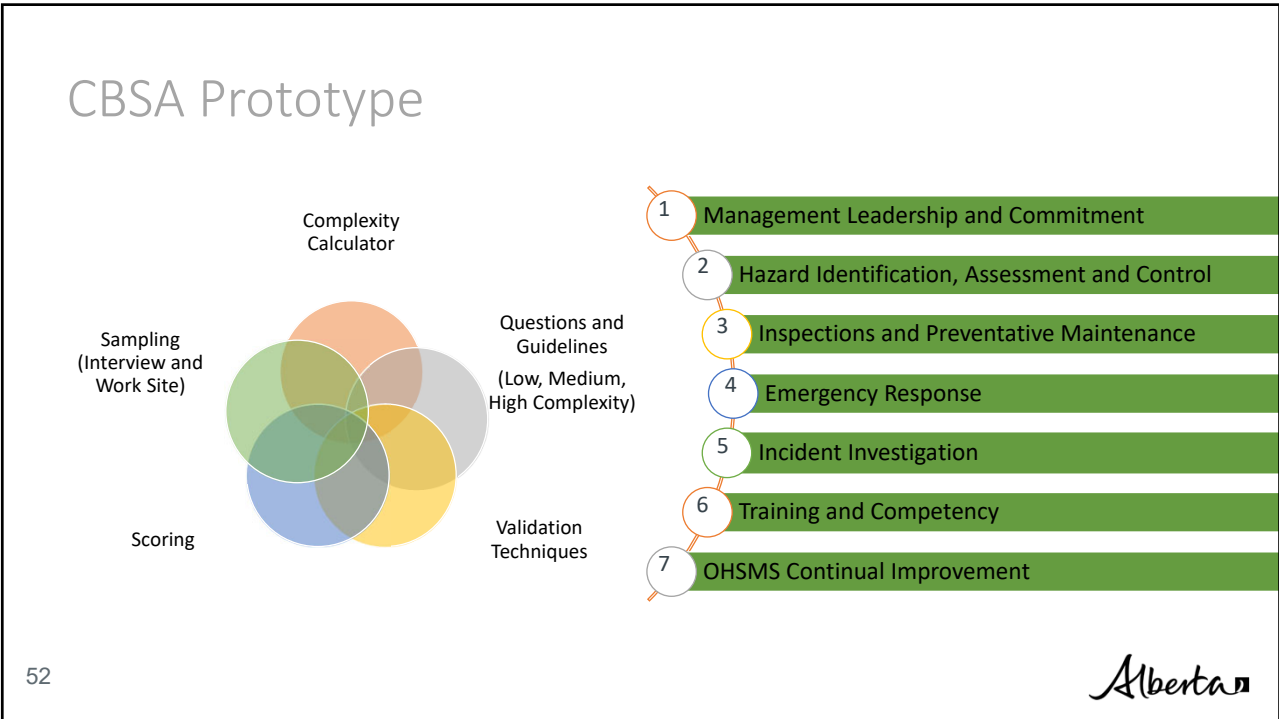 CBSA Prototype
Complexity
Calculator
Sampling
(Interview and
Work Site)
Questions and
Guidelines
(Low, Medium,
High Complexity)
Scoring
Validation
Techniques
1 Management Leadership and Commitment
2 Hazard Identification, Assessment and Control
3 Inspections and Preventative Maintenance
4 Emergency Response
5 Incident Investigation
6 Training and Competency
7 OHSMS Continual Improvement
52
Alberta